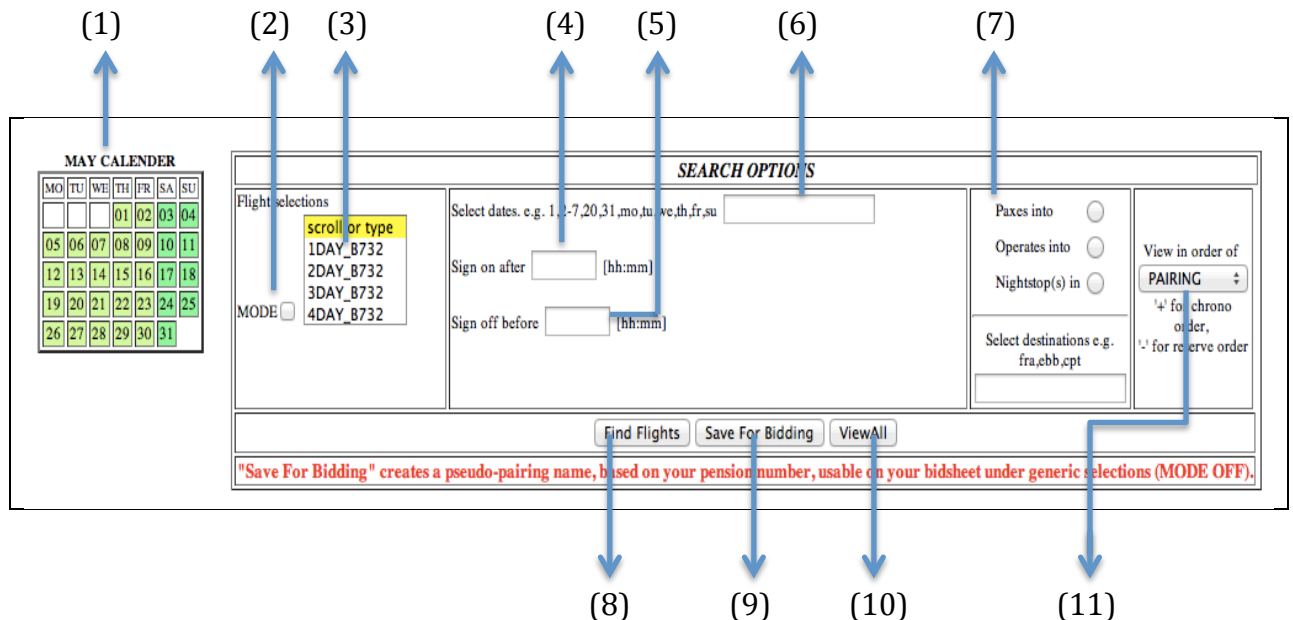 (1) (2) (3) (4) (5) (6) (7)
MAY CALENDER
MO TU WE TH FR SA SU
01 02 03 04
05 06 07 08 09 10 11
12 13 14 15 16 17 18
19 20 21 22 23 24 25
26 27 28 29 30 31
SEARCH OPTIONS
Flight selections
scroll or type
1DAY_B732
2DAY_B732
3DAY_B732
4DAY_B732
MODE
Select dates. e.g. 1,2-7,20,31,mo,tu,we,th,fr,su
Sign on after [hh:mm]
Sign off before [hh:mm]
Paxes into
Operates into
Nightstop(s) in
Select destinations e.g.
fra,ebb,cpt
View in order of
PAIRING
'+' for chrono
order,
'-' for reserve order
Find Flights Save For Bidding ViewAll
"Save For Bidding" creates a pseudo-pairing name, based on your pension number, usable on your bidsheet under generic selections (MODE OFF).
(8) (9) (10) (11)